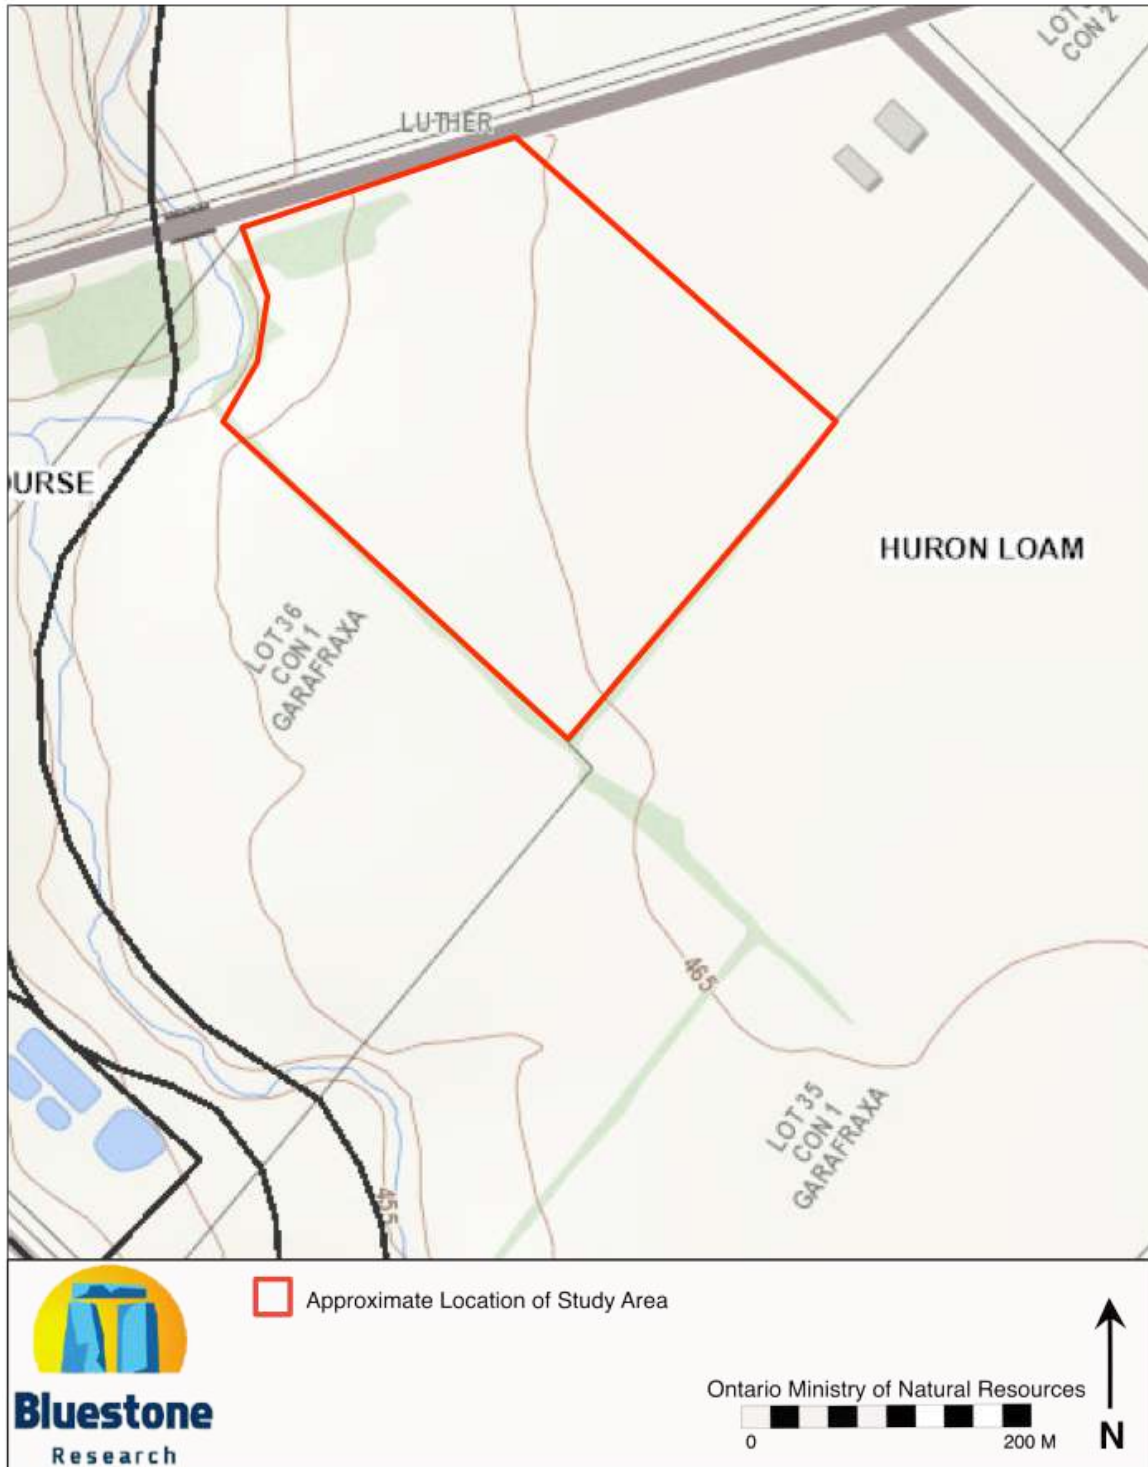 LOT
CON 2
LUTHER
URSE
HURON LOAM
LOT 36
CON 1
GARAFRAXA
465
LOT 35
CON 1
GARAFRAXA
455
Approximate Location of Study Area
Bluestone
Research
Ontario Ministry of Natural Resources
0 200 M
N